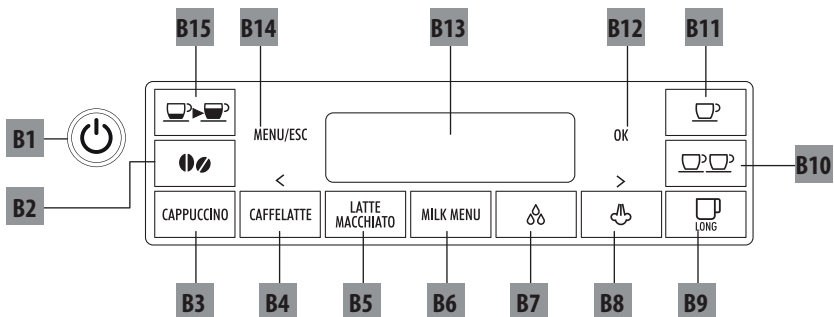 B15 B14 B13 B12 B11
B1 MENU/ESC OK
B10
B2 < >
CAPPUCCINO CAFFELATTE LATTE MACCHIATO MILK MENU LONG
B3 B4 B5 B6 B7 B8 B9